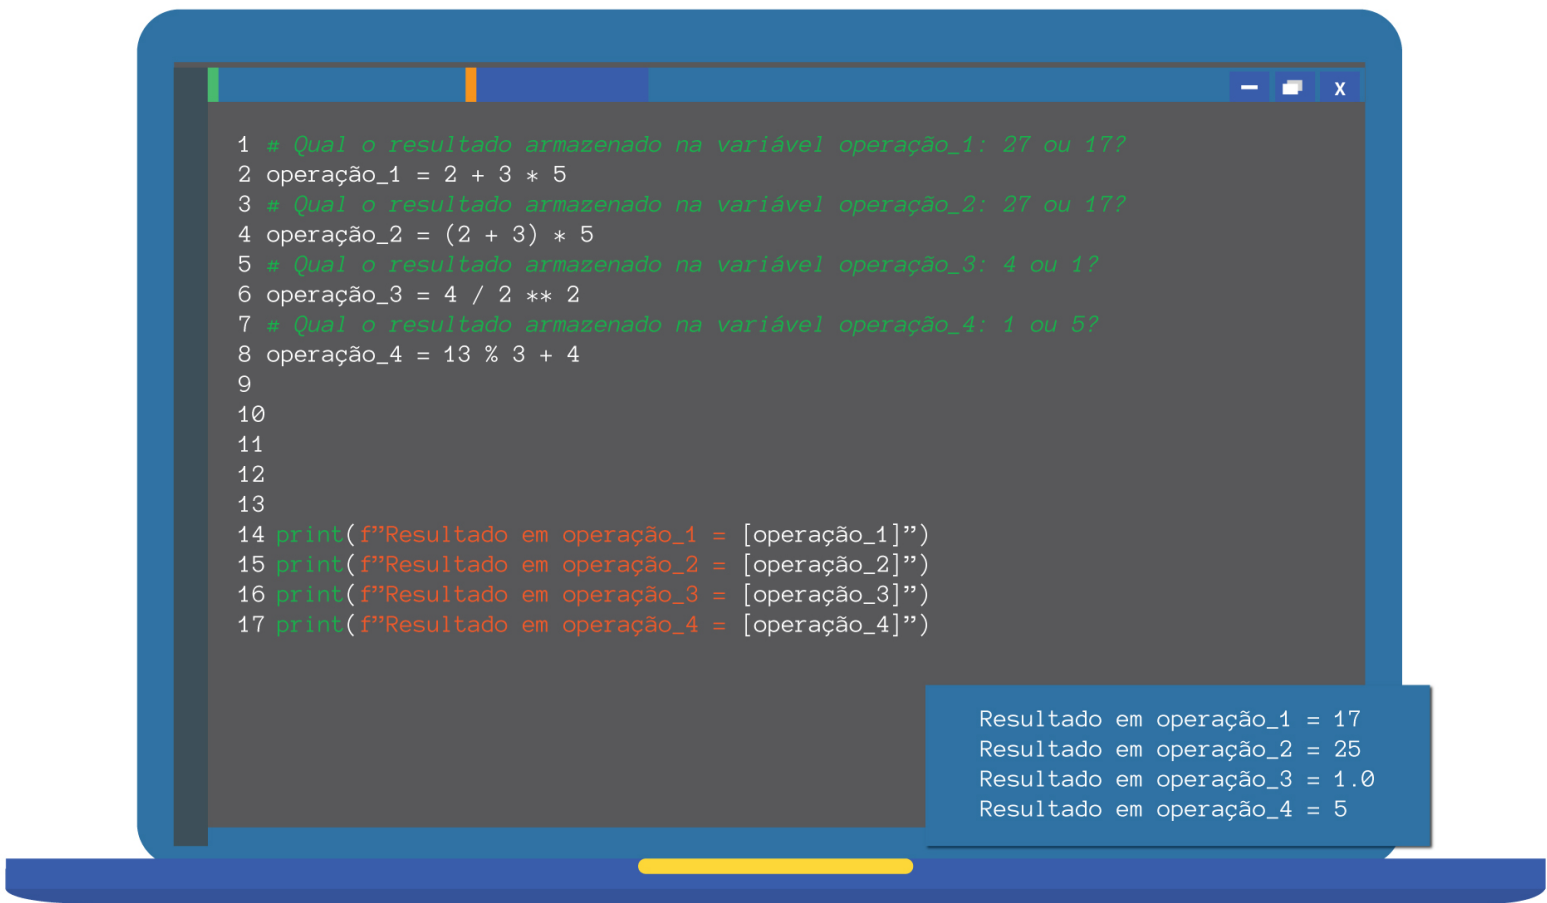 X
1 # Qual o resultado armazenado na variável operação_1: 27 ou 17?
2 operação_1 = 2 + 3 * 5
3 # Qual o resultado armazenado na variável operação_2: 27 ou 17?
4 operação_2 = (2 + 3) * 5
5 # Qual o resultado armazenado na variável operação_3: 4 ou 1?
6 operação_3 = 4 / 2 ** 2
7 # Qual o resultado armazenado na variável operação_4: 1 ou 5?
8 operação_4 = 13 % 3 + 4
9
10
11
12
13
14 print(f”Resultado em operação_1 = [operação_1]”)
15 print(f”Resultado em operação_2 = [operação_2]”)
16 print(f”Resultado em operação_3 = [operação_3]”)
17 print(f”Resultado em operação_4 = [operação_4]”)
Resultado em operação_1 = 17
Resultado em operação_2 = 25
Resultado em operação_3 = 1.0
Resultado em operação_4 = 5